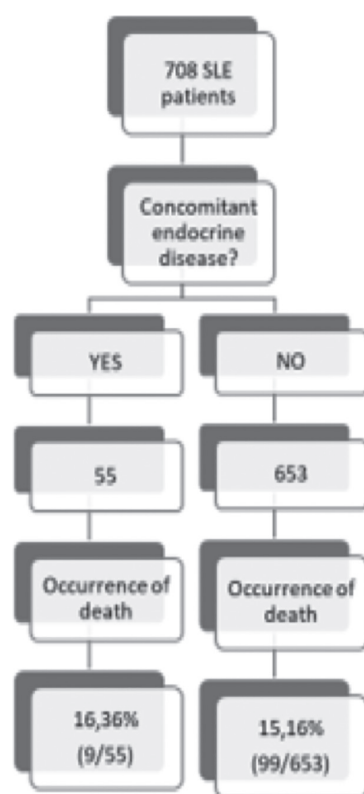 708 SLE
patients
Concomitant
endocrine
disease?
YES
NO
55
653
Occurrence of
death
Occurrence of
death
16,36%
(9/55)
15,16%
(99/653)